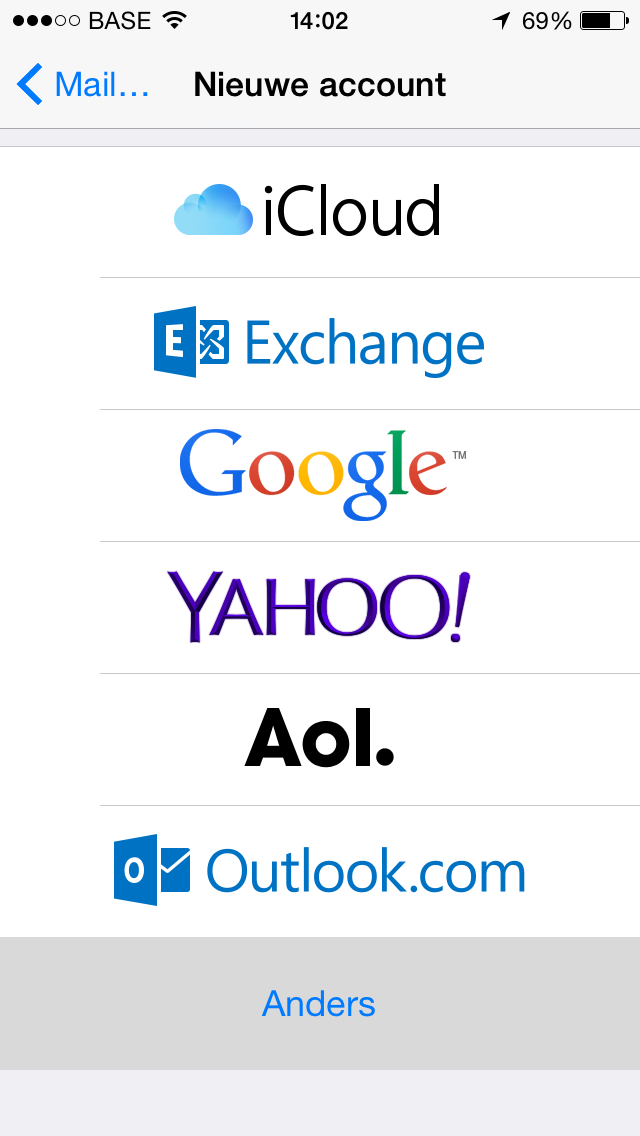 BASE 14:02 69%
Mail... Nieuwe account
iCloud
E Exchange
Google™
YAHOO!
Aol.
O Outlook.com
Anders